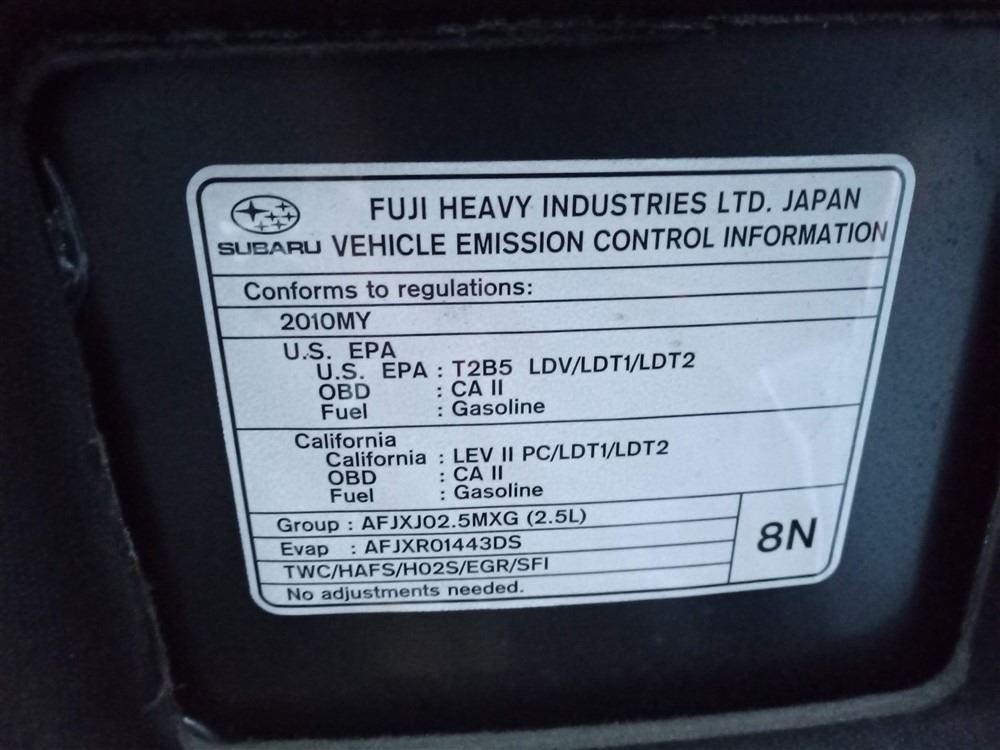 FUJI HEAVY INDUSTRIES LTD. JAPAN
SUBARU VEHICLE EMISSION CONTROL INFORMATION
Conforms to regulations:
2010MY
U.S. EPA
U.S. EPA : T2B5 LDV/LDT1/LDT2
OBD : CA II
Fuel : Gasoline
California
California : LEV II PC/LDT1/LDT2
OBD : CA II
Fuel : Gasoline
Group : AFJXJ02.5MXG (2.5L)
Evap : AFJXR01443DS
TWC/HAFS/HO2S/EGR/SFI
No adjustments needed.
8N